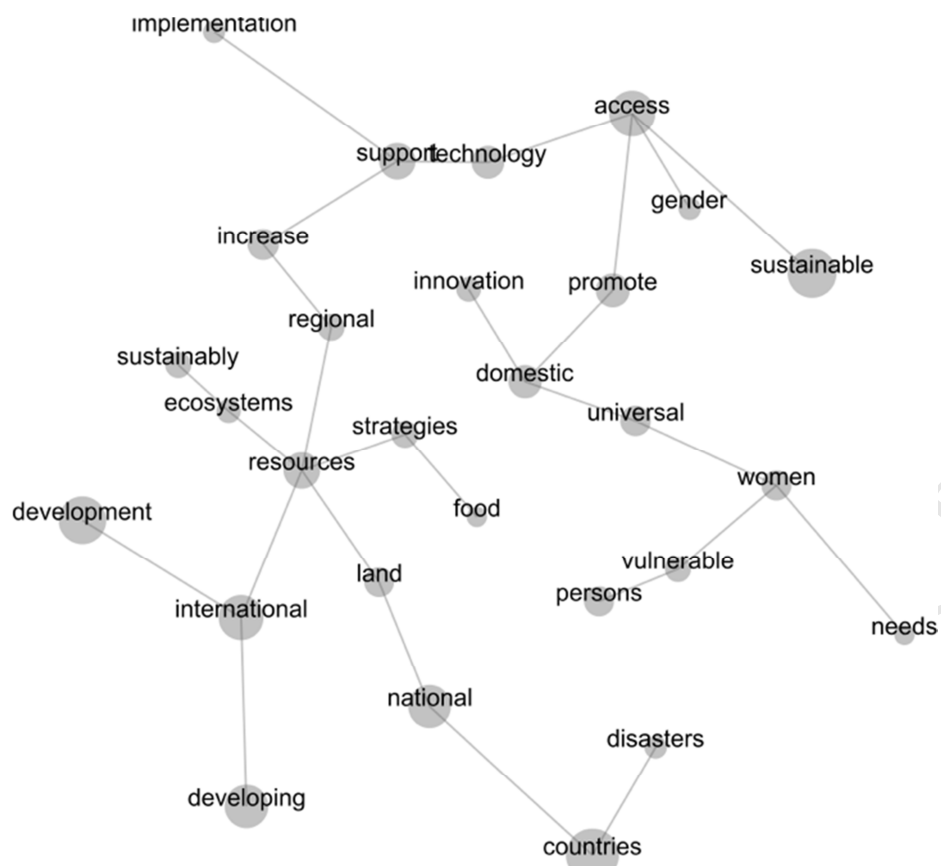 implementation
access
support
technology
gender
increase
sustainable
innovation
promote
regional
sustainably
domestic
ecosystems
universal
strategies
resources
women
food
development
vulnerable
land
persons
international
needs
national
disasters
developing
countries